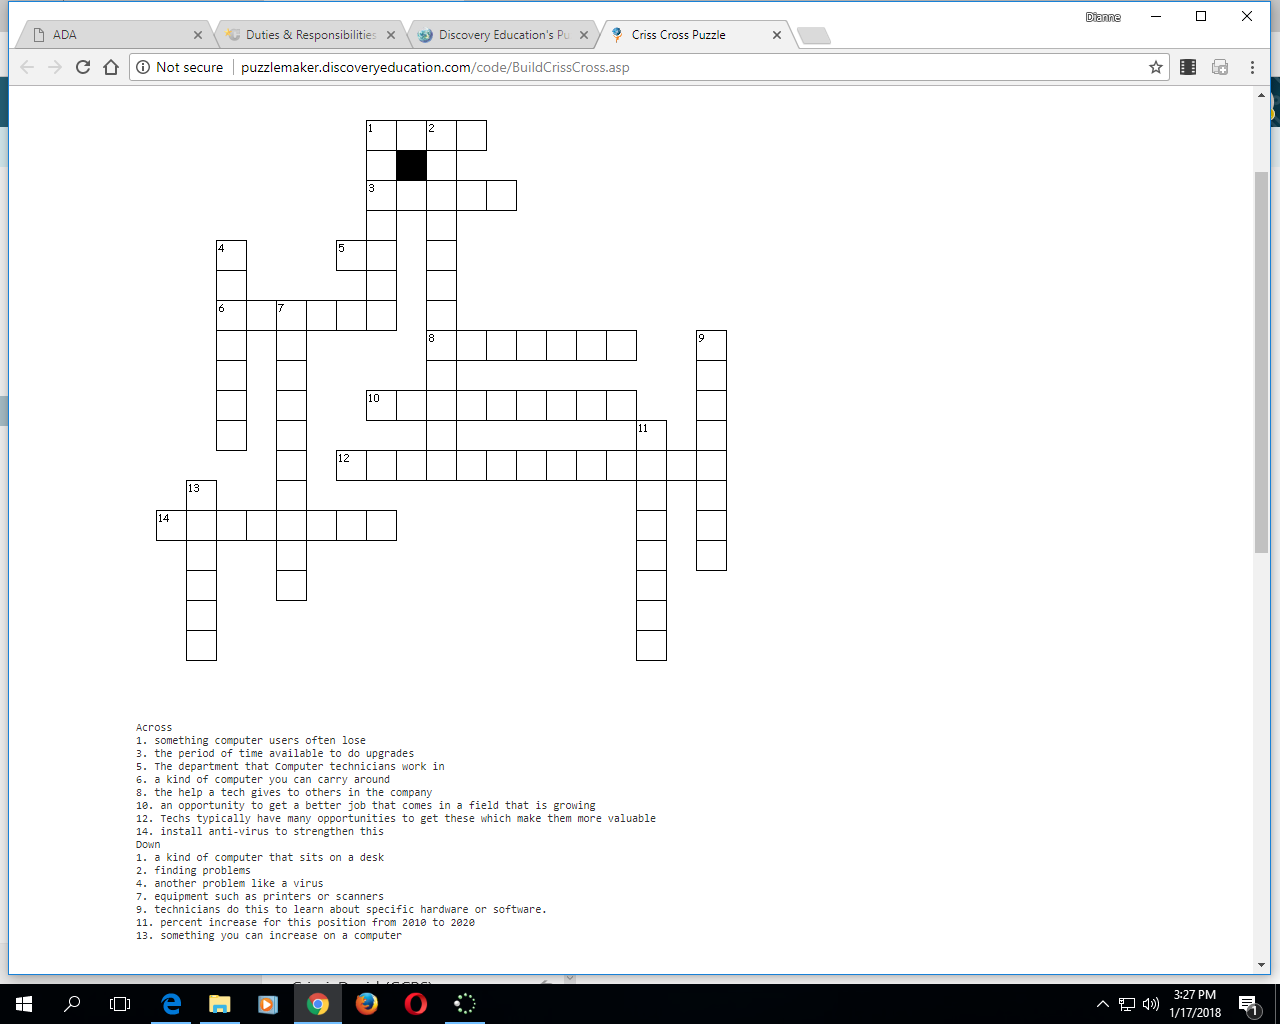 Dianne
ADA
Duties & Responsibilities
Discovery Education's Pu
Criss Cross Puzzle
Not secure
puzzlemaker.discoveryeducation.com/code/BuildCrissCross.asp
1 2
3
4 5
6 7
8 9
10
11
12
13
14
Across
1. something computer users often lose
3. the period of time available to do upgrades
5. The department that Computer technicians work in
6. a kind of computer you can carry around
8. the help a tech gives to others in the company
10. an opportunity to get a better job that comes in a field that is growing
12. Techs typically have many opportunities to get these which make them more valuable
14. install anti-virus to strengthen this
Down
1. a kind of computer that sits on a desk
2. finding problems
4. another problem like a virus
7. equipment such as printers or scanners
9. technicians do this to learn about specific hardware or software.
11. percent increase for this position from 2010 to 2020
13. something you can increase on a computer
3:27 PM
1/17/2018
1